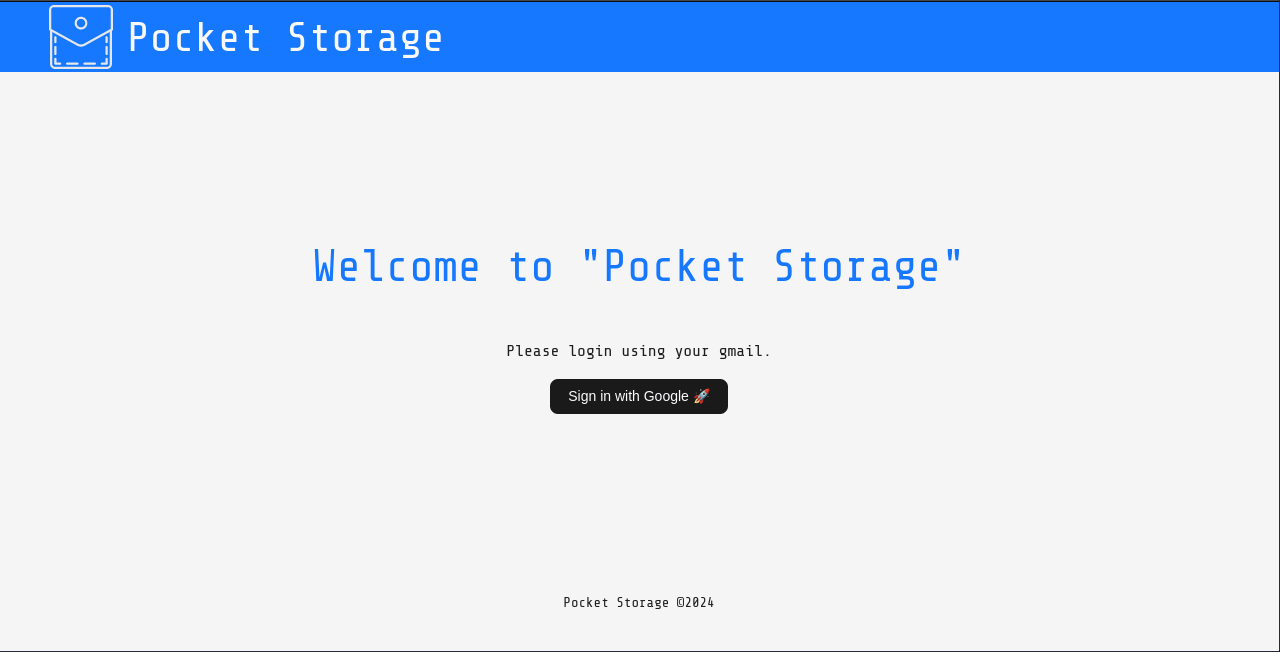 Pocket Storage
Welcome to "Pocket Storage"
Please login using your gmail.
Sign in with Google 🚀
Pocket Storage ©2024